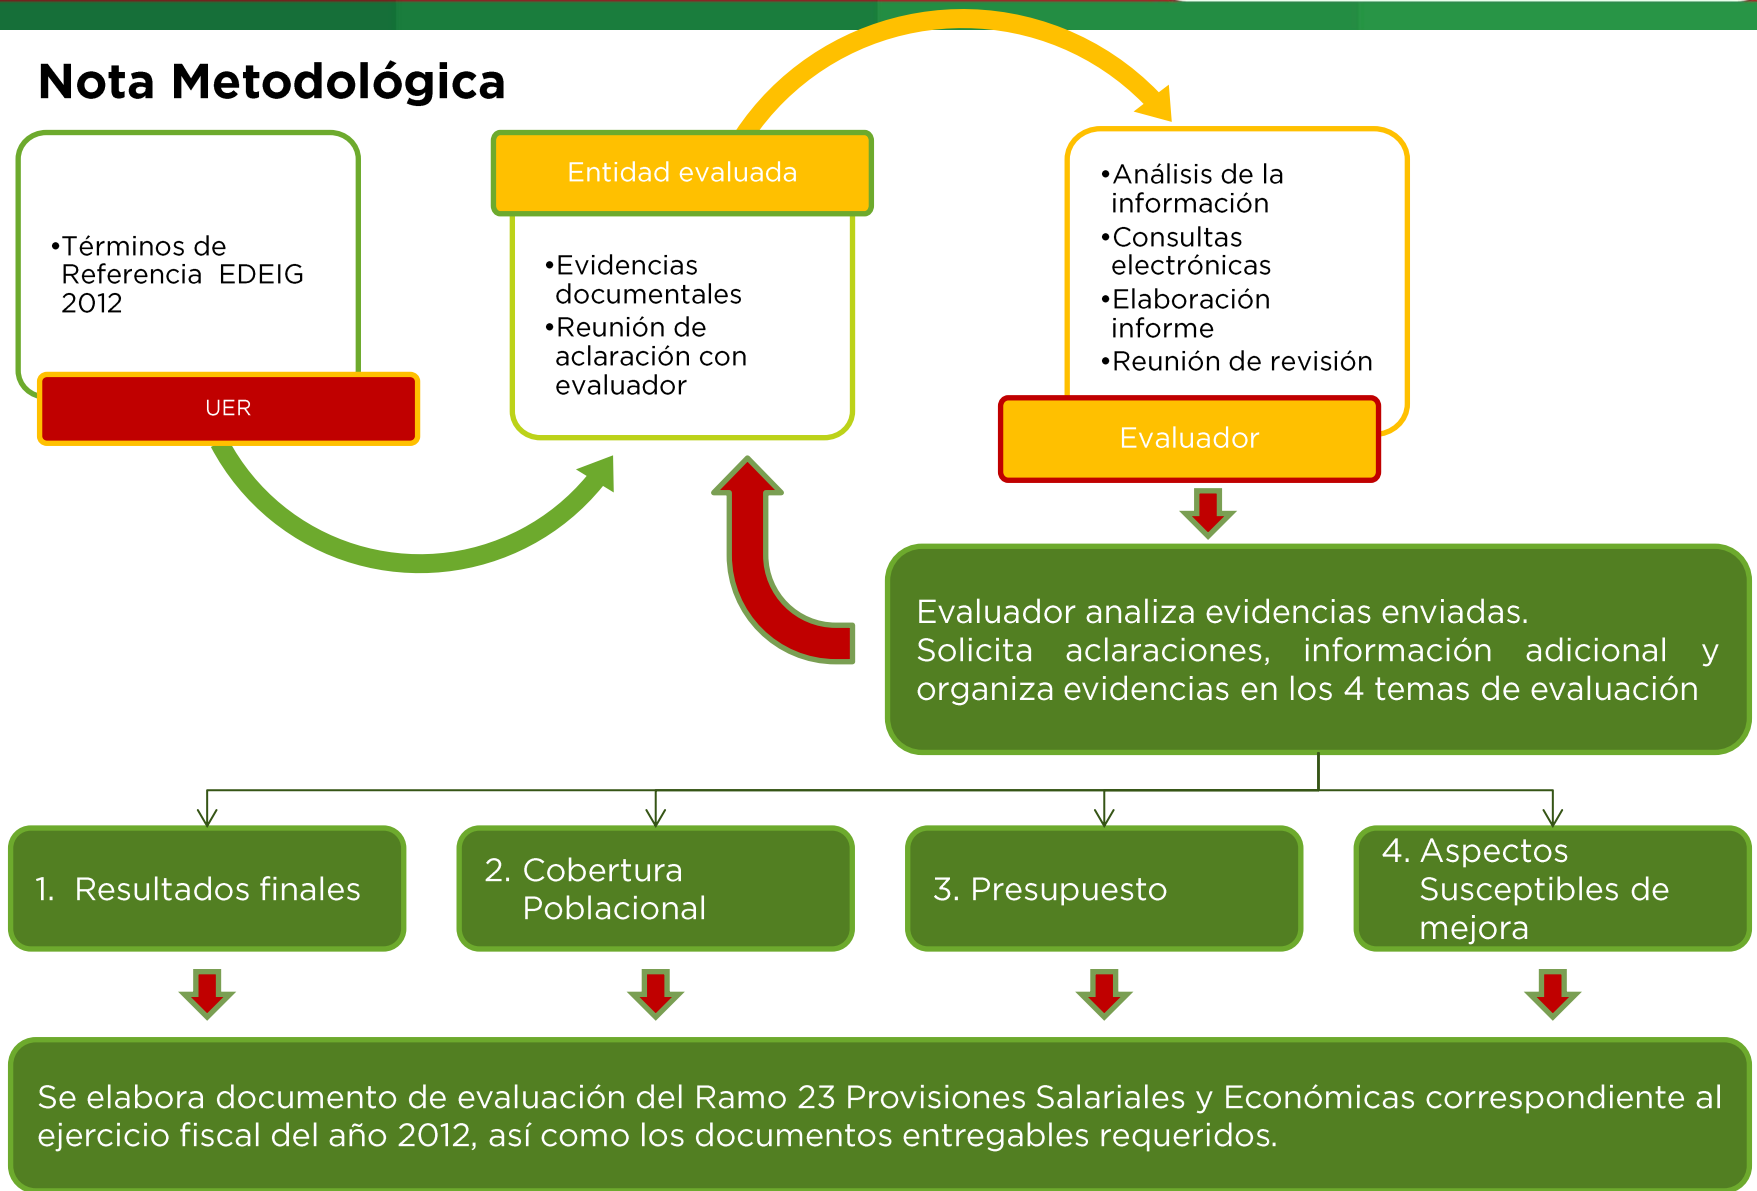 Nota Metodológica
•Términos de
Referencia EDEIG
2012
UER
Entidad evaluada
•Evidencias
documentales
•Reunión de
aclaración con
evaluador
•Análisis de la
información
•Consultas
electrónicas
•Elaboración
informe
•Reunión de revisión
Evaluador
Evaluador analiza evidencias enviadas.
Solicita aclaraciones, información adicional y
organiza evidencias en los 4 temas de evaluación
1. Resultados finales
2. Cobertura
Poblacional
3. Presupuesto
4. Aspectos
Susceptibles de
mejora
Se elabora documento de evaluación del Ramo 23 Provisiones Salariales y Económicas correspondiente al
ejercicio fiscal del año 2012, así como los documentos entregables requeridos.